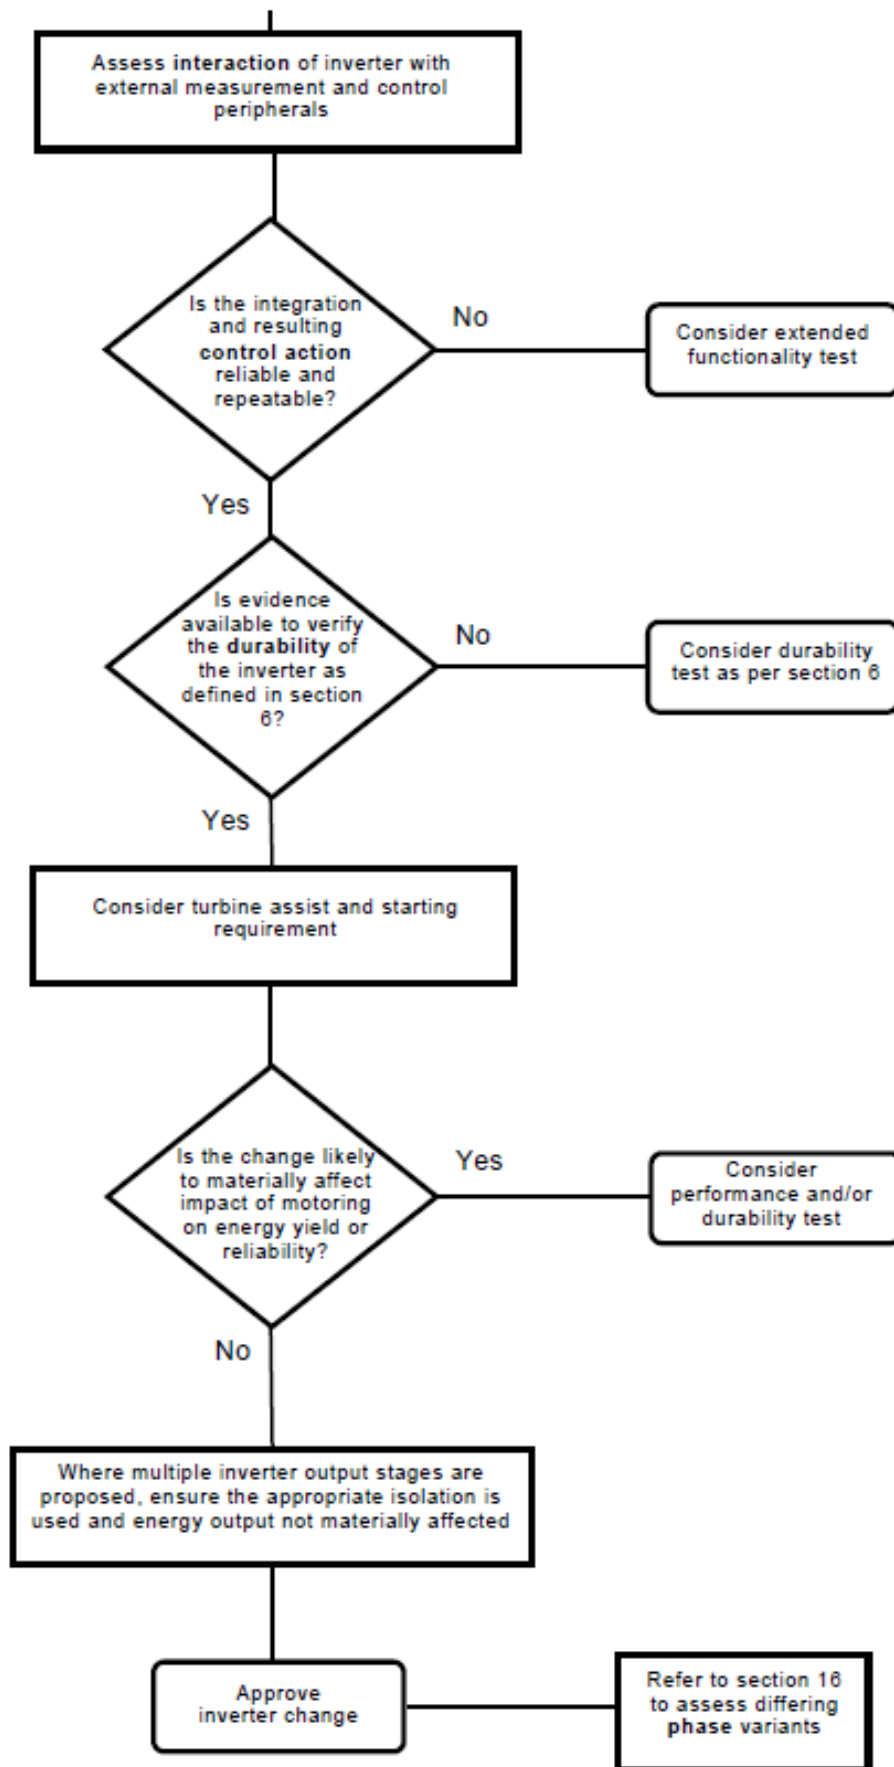 Assess interaction of inverter with
external measurement and control
peripherals
Is the integration
and resulting
control action
reliable and
repeatable?
No
Consider extended
functionality test
Yes
Is evidence
available to verify
the durability of
the inverter as
defined in section
6?
No
Consider durability
test as per section 6
Yes
Consider turbine assist and starting
requirement
Is the change likely
to materially affect
impact of motoring
on energy yield or
reliability?
Yes
Consider
performance and/or
durability test
No
Where multiple inverter output stages are
proposed, ensure the appropriate isolation is
used and energy output not materially affected
Approve
inverter change
Refer to section 16
to assess differing
phase variants